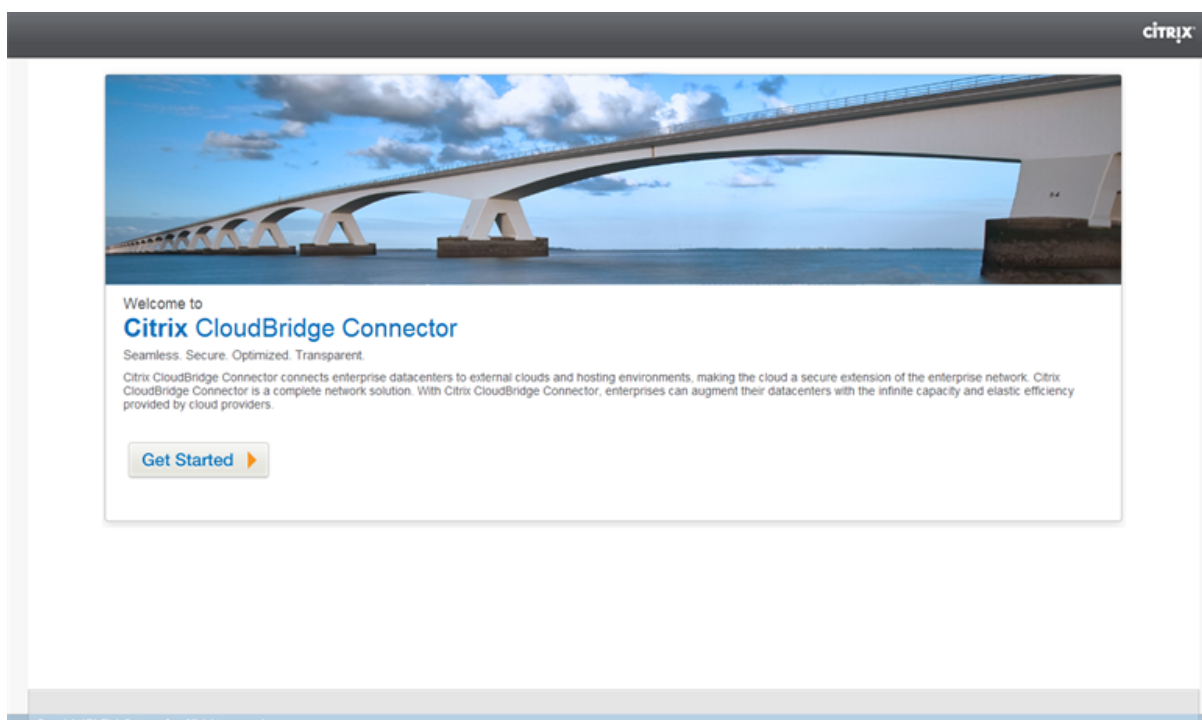 CİTRİX
Welcome to
Citrix CloudBridge Connector
Seamless. Secure. Optimized. Transparent.
Citrix CloudBridge Connector connects enterprise datacenters to external clouds and hosting environments, making the cloud a secure extension of the enterprise network. Citrix
CloudBridge Connector is a complete network solution. With Citrix CloudBridge Connector, enterprises can augment their datacenters with the infinite capacity and elastic efficiency
provided by cloud providers.
Get Started